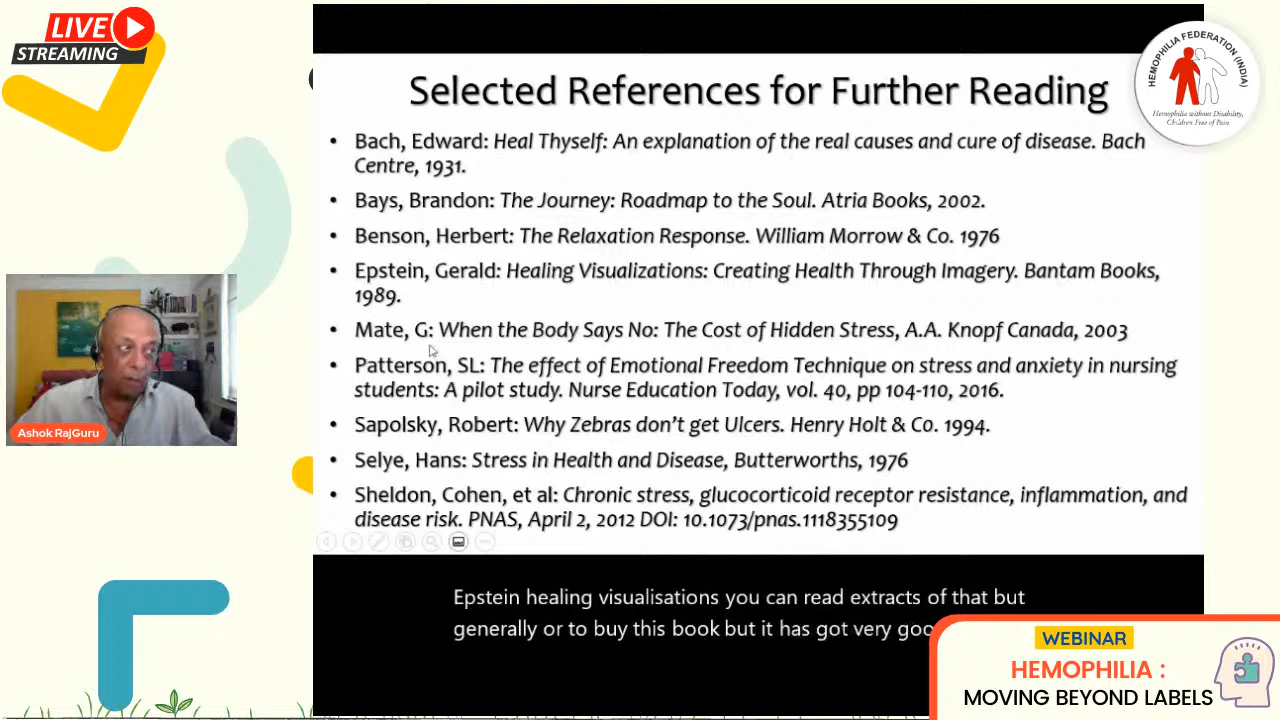 LIVE
STREAMING
Selected References for Further Reading
HEMOPHILIA FEDERATION (INDIA)
Hemophilia without Disability,
Children Free of Pain
• Bach, Edward: Heal Thyself: An explanation of the real causes and cure of disease. Bach
Centre, 1931.
• Bays, Brandon: The Journey: Roadmap to the Soul. Atria Books, 2002.
• Benson, Herbert: The Relaxation Response. William Morrow & Co. 1976
• Epstein, Gerald: Healing Visualizations: Creating Health Through Imagery. Bantam Books,
1989.
• Mate, G: When the Body Says No: The Cost of Hidden Stress, A.A. Knopf Canada, 2003
• Patterson, SL: The effect of Emotional Freedom Technique on stress and anxiety in nursing
students: A pilot study. Nurse Education Today, vol. 40, pp 104-110, 2016.
• Sapolsky, Robert: Why Zebras don't get Ulcers. Henry Holt & Co. 1994.
• Selye, Hans: Stress in Health and Disease, Butterworths, 1976
• Sheldon, Cohen, et al: Chronic stress, glucocorticoid receptor resistance, inflammation, and
disease risk. PNAS, April 2, 2012 DOI: 10.1073/pnas.1118355109
Ashok RajGuru
Epstein healing visualisations you can read extracts of that but
generally or to buy this book but it has got very
WEBINAR
HEMOPHILIA :
MOVING BEYOND LABELS